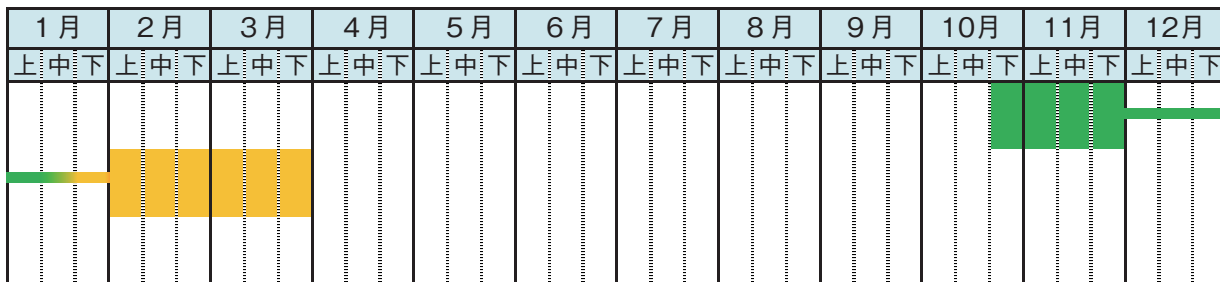 1月 2月 3月 4月 5月 6月 7月 8月 9月 10月 11月 12月
上 中 下 上 中 下 上 中 下 上 中 下 上 中 下 上 中 下 上 中 下 上 中 下 上 中 下 上 中 下 上 中 下 上 中 下